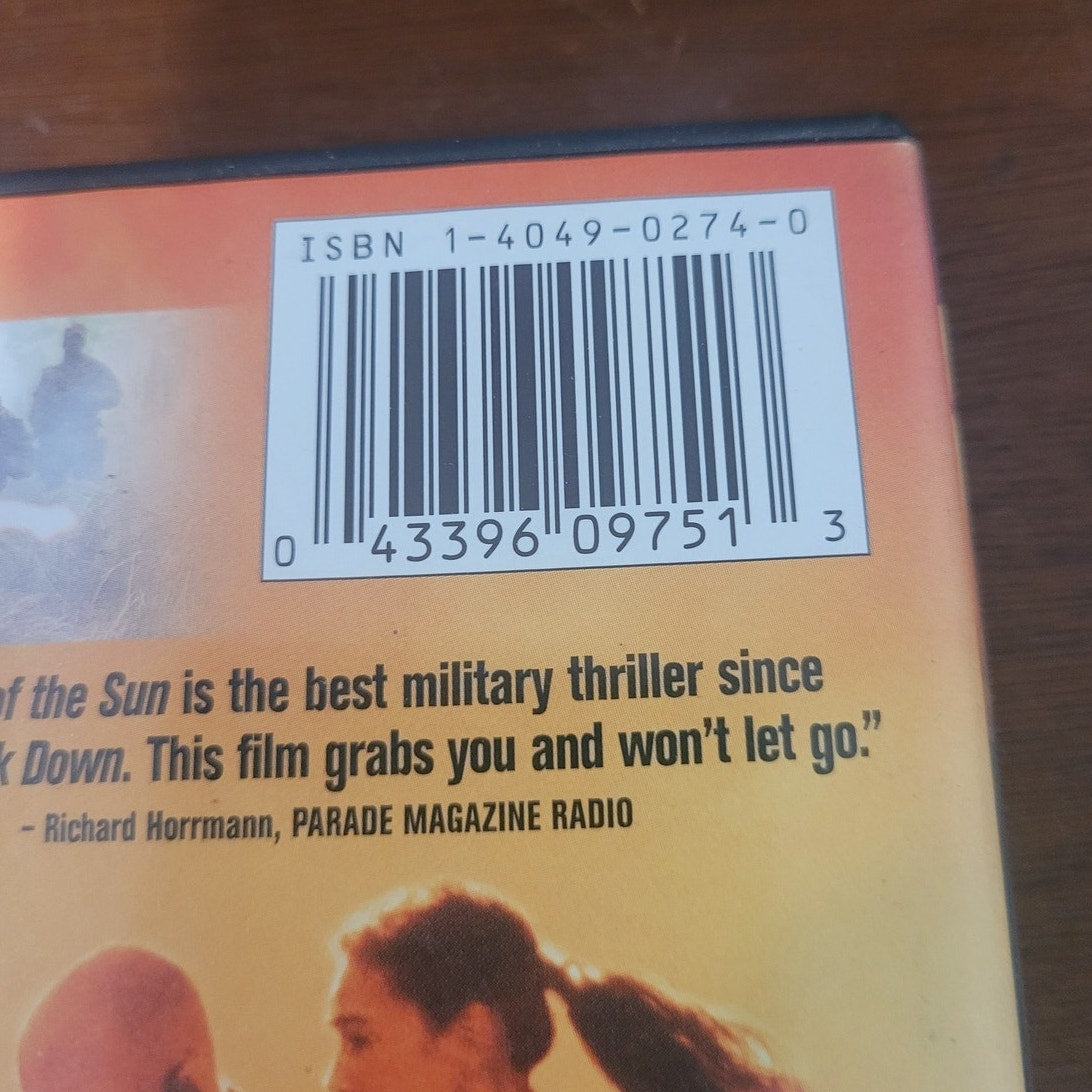 ISBN 1-4049-0274-0
0 43396 09751 3
of the Sun is the best military thriller since
k Down. This film grabs you and won't let go."
– Richard Horrmann, PARADE MAGAZINE RADIO